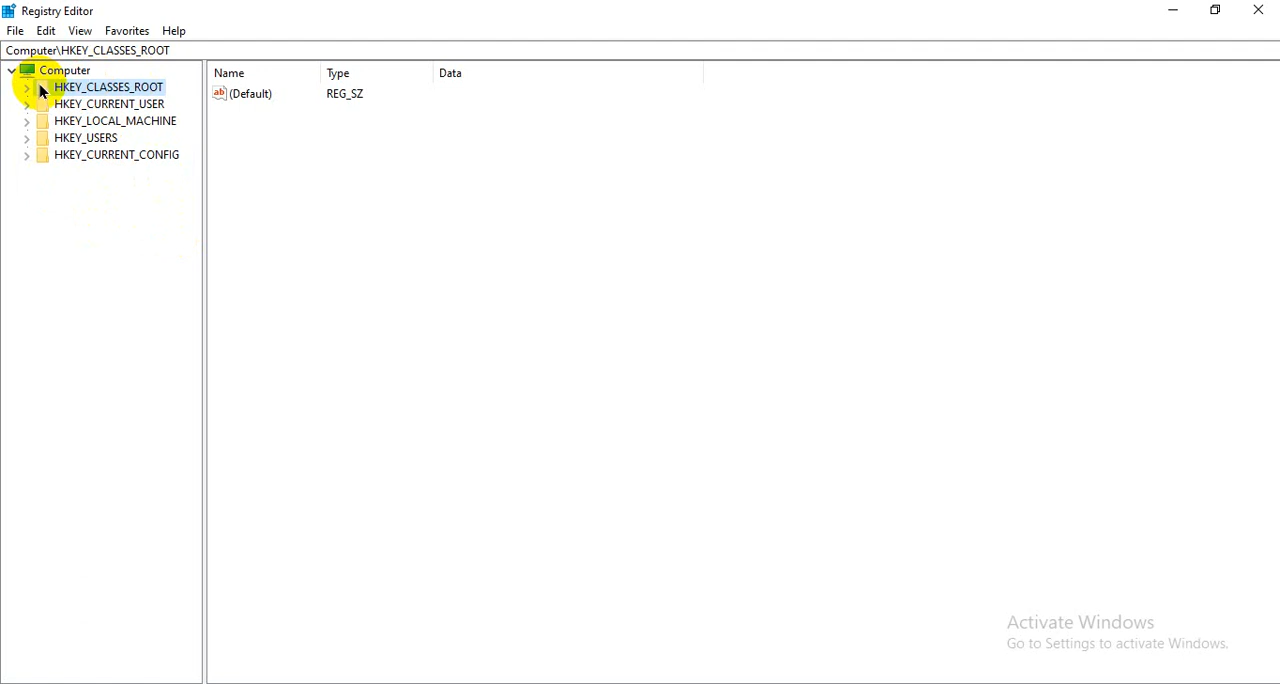 Registry Editor
File Edit View Favorites Help
Computer\HKEY_CLASSES_ROOT
Computer
HKEY_CLASSES_ROOT
HKEY_CURRENT_USER
HKEY_LOCAL_MACHINE
HKEY_USERS
HKEY_CURRENT_CONFIG
Name Type Data
ab (Default) REG_SZ
Activate Windows
Go to Settings to activate Windows.